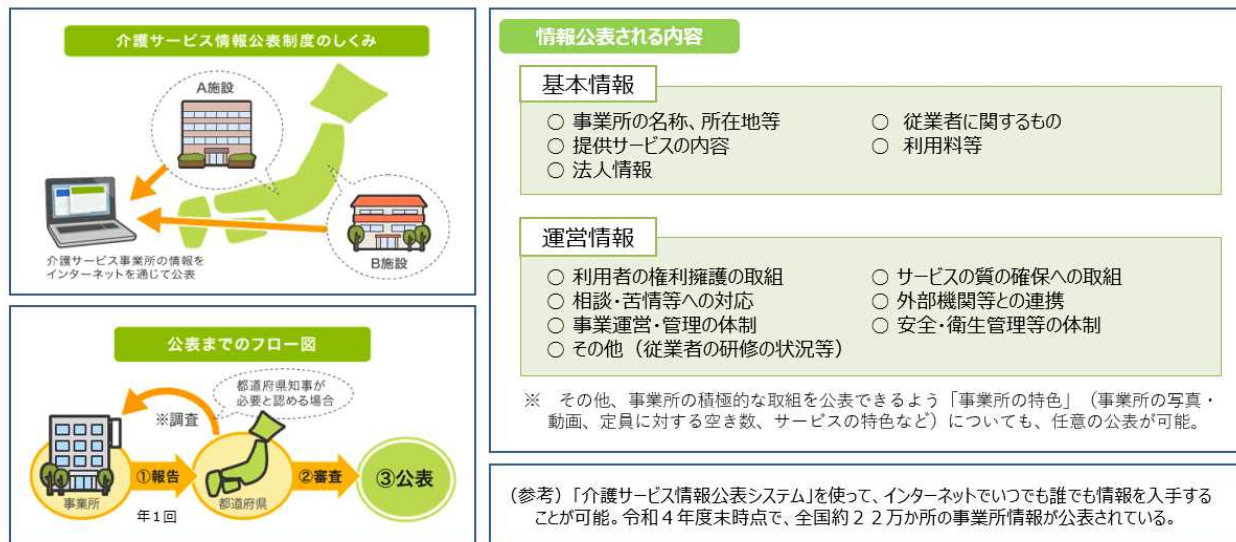 介護サービス情報公表制度のしくみ
A施設
B施設
介護サービス事業所の情報を
インターネットを通じて公表
公表までのフロー図
都道府県知事が
必要と認める場合
※調査
①報告
②審査
③公表
事業所
都道府県
年1回
情報公表される内容
基本情報
○ 事業所の名称、所在地等
○ 従業者に関するもの
○ 提供サービスの内容
○ 利用料等
○ 法人情報
運営情報
○ 利用者の権利擁護の取組
○ サービスの質の確保への取組
○ 相談・苦情等への対応
○ 外部機関等との連携
○ 事業運営・管理の体制
○ 安全・衛生管理等の体制
○ その他（従業者の研修の状況等）
※ その他、事業所の積極的な取組を公表できるよう「事業所の特色」（事業所の写真・
動画、定員に対する空き数、サービスの特色など）についても、任意の公表が可能。
（参考）「介護サービス情報公表システム」を使って、インターネットでいつでも誰でも情報を入手する
ことが可能。令和４年度末時点で、全国約２２万か所の事業所情報が公表されている。